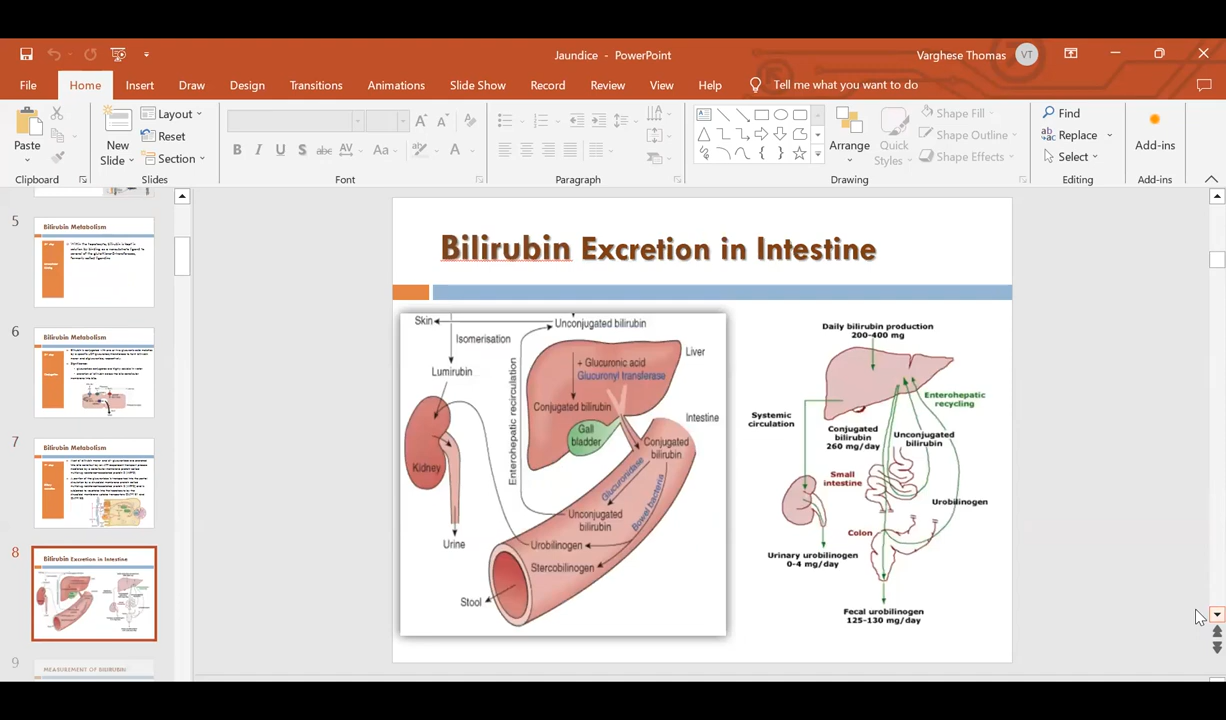 Jaundice - PowerPoint
Varghese Thomas
VT
File
Home
Insert
Draw
Design
Transitions
Animations
Slide Show
Record
Review
View
Help
Tell me what you want to do
Paste
New
Slide
Layout
Reset
Section
B
I
U
S
abc
AV
Aa
A
Arrange
Quick
Styles
Shape Fill
Shape Outline
Shape Effects
Find
Replace
Select
Add-ins
Clipboard
Slides
Font
Paragraph
Drawing
Editing
Add-ins
5
Bilirubin Metabolism
6
Bilirubin Metabolism
7
Bilirubin Metabolism
8
Bilirubin Excretion in Intestine
9
MEASUREMENT OF BILIRUBIN
Bilirubin Excretion in Intestine
Skin
Unconjugated bilirubin
Isomerisation
Lumirubin
Enterohepatic recirculation
Liver
+ Glucuronic acid
Glucuronyl transferase
Conjugated bilirubin
Gall
bladder
Intestine
Conjugated
bilirubin
Glucuronidase
Bowel bacteria
Kidney
Unconjugated
bilirubin
Urine
Urobilinogen
Stercobilinogen
Stool
Daily bilirubin production
200-400 mg
Enterohepatic
recycling
Systemic
circulation
Conjugated
bilirubin
260 mg/day
Unconjugated
bilirubin
Small
intestine
Urobilinogen
Colon
Urinary urobilinogen
0-4 mg/day
Fecal urobilinogen
125-130 mg/day